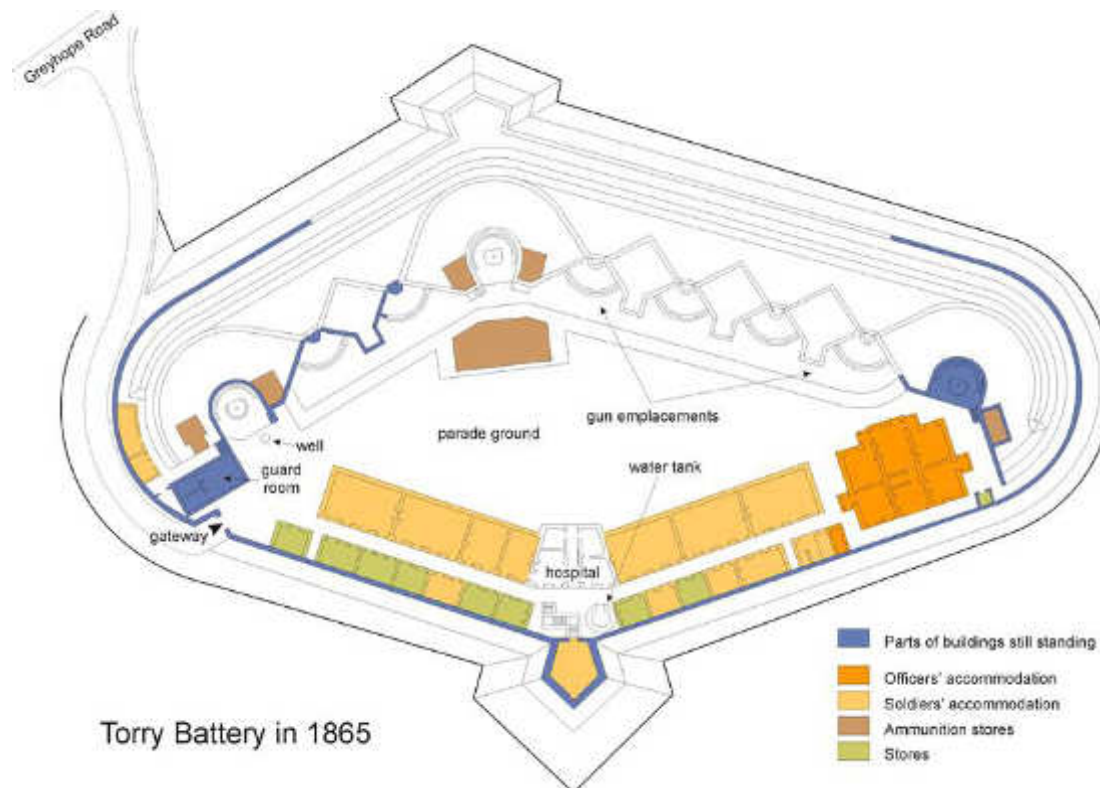 Greyhope Road
gun emplacements
parade ground
well
guard
room
water tank
gateway
hospital
Parts of buildings still standing
Officers' accommodation
Soldiers' accommodation
Ammunition stores
Stores
Torry Battery in 1865